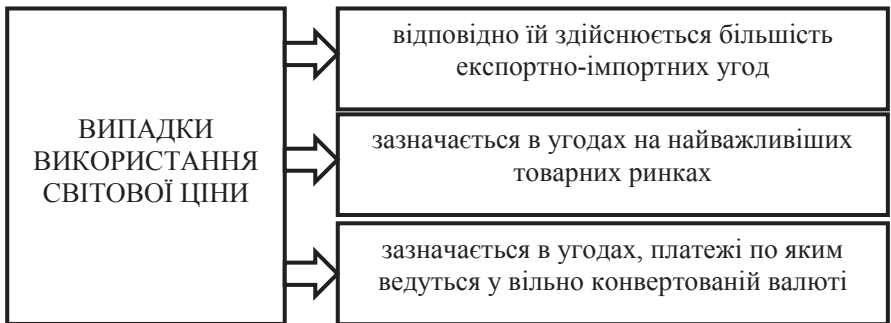 ВИПАДКИ
ВИКОРИСТАННЯ
СВІТОВОЇ ЦІНИ
відповідно їй здійснюється більшість
експортно-імпортних угод
зазначається в угодах на найважливіших
товарних ринках
зазначається в угодах, платежі по яким
ведуться у вільно конвертованій валюті